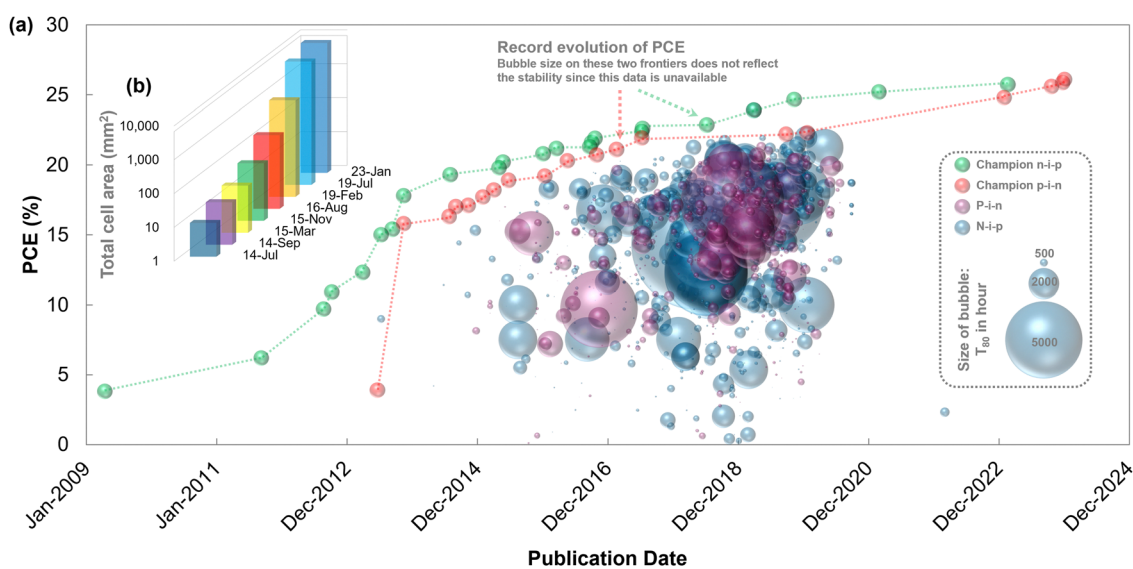 (a)
30
25
20
15
10
5
0
PCE (%)
Jan-2009
Jan-2011
Dec-2012
Dec-2014
Dec-2016
Dec-2018
Dec-2020
Dec-2022
Dec-2024
Publication Date
(b)
Total cell area (mm²)
10,000
1,000
100
10
1
23-Jan
19-Jul
19-Feb
16-Aug
15-Nov
15-Mar
14-Sep
14-Jul
Record evolution of PCE
Bubble size on these two frontiers does not reflect
the stability since this data is unavailable
Champion n-i-p
Champion p-i-n
P-i-n
N-i-p
Size of bubble:
T₈₀ in hour
500
2000
5000